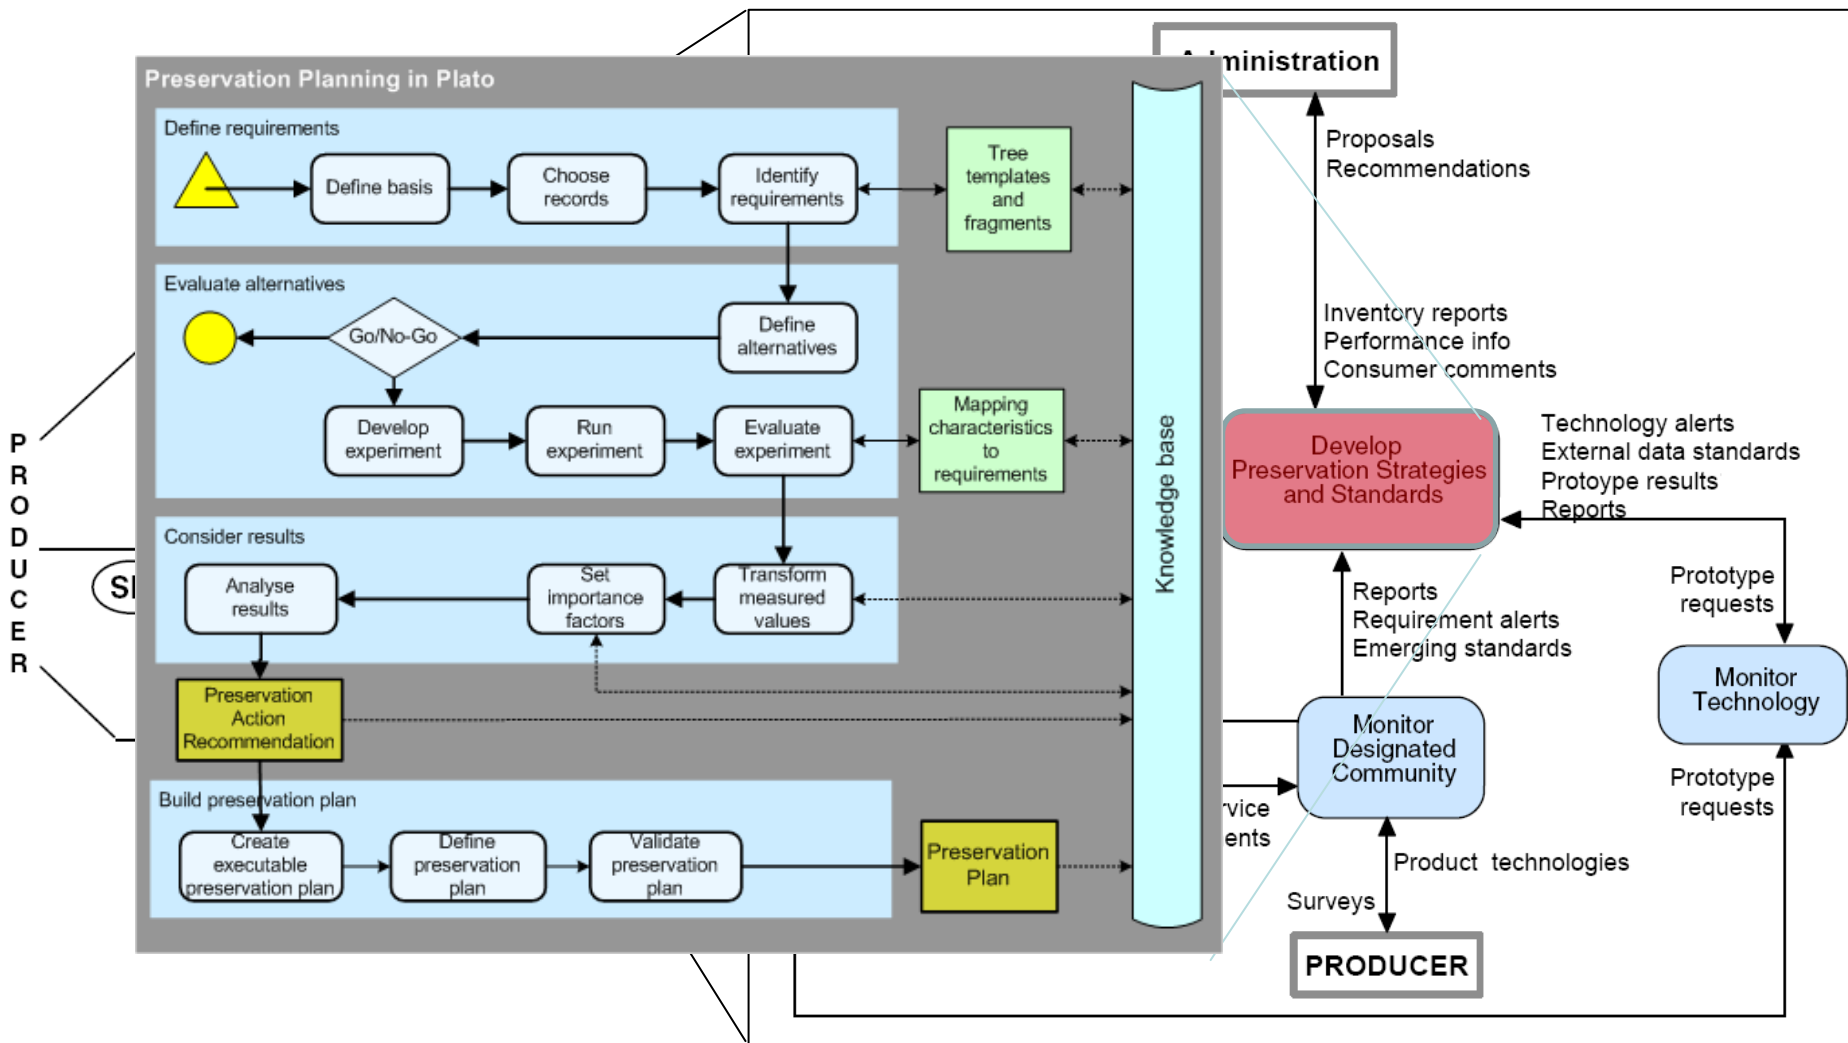 Administration
Preservation Planning in Plato
Define requirements
Define basis
Choose
records
Identify
requirements
Tree
templates
and
fragments
Proposals
Recommendations
Evaluate alternatives
Go/No-Go
Define
alternatives
Inventory reports
Performance info
Consumer comments
Develop
experiment
Run
experiment
Evaluate
experiment
Mapping
characteristics
to
requirements
Knowledge base
Develop
Preservation Strategies
and Standards
Technology alerts
External data standards
Protoype results
Reports
PRODUCER
Consider results
Analyse
results
Set
importance
factors
Transform
measured
values
Reports
Requirement alerts
Emerging standards
Prototype
requests
Monitor
Technology
Preservation
Action
Recommendation
Monitor
Designated
Community
Prototype
requests
Build preservation plan
Create
executable
preservation plan
Define
preservation
plan
Validate
preservation
plan
Preservation
Plan
Product technologies
Surveys
PRODUCER